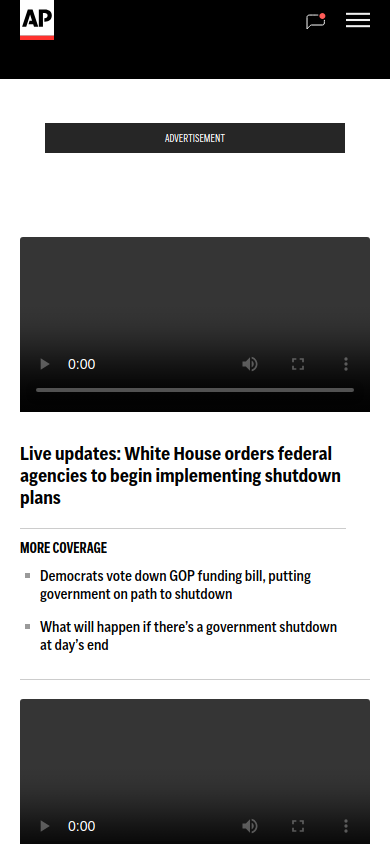 AP
ADVERTISEMENT
0:00
Live updates: White House orders federal
agencies to begin implementing shutdown
plans
MORE COVERAGE
Democrats vote down GOP funding bill, putting
government on path to shutdown
What will happen if there’s a government shutdown
at day’s end
0:00